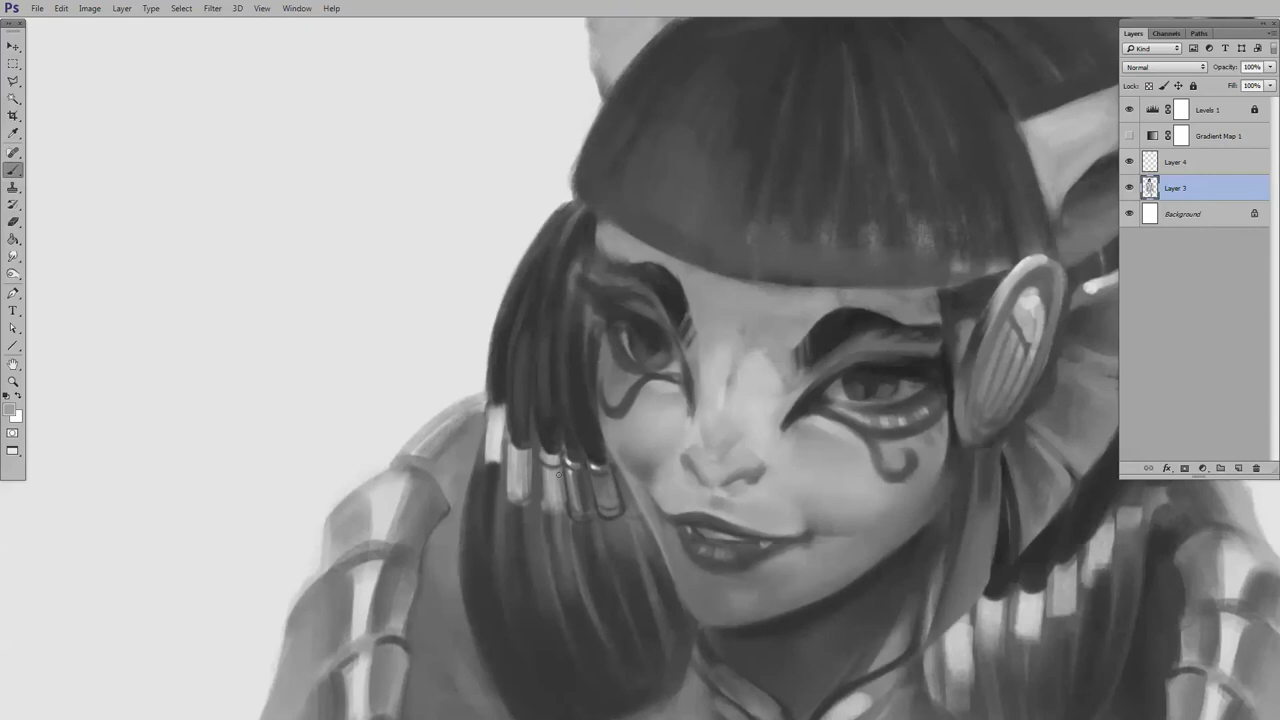 Ps File Edit Image Layer Type Select Filter 3D View Window Help
Layers Channels Paths
Kind
Normal Opacity: 100%
Lock: Fill: 100%
Levels 1
Gradient Map 1
Layer 4
Layer 3
Background